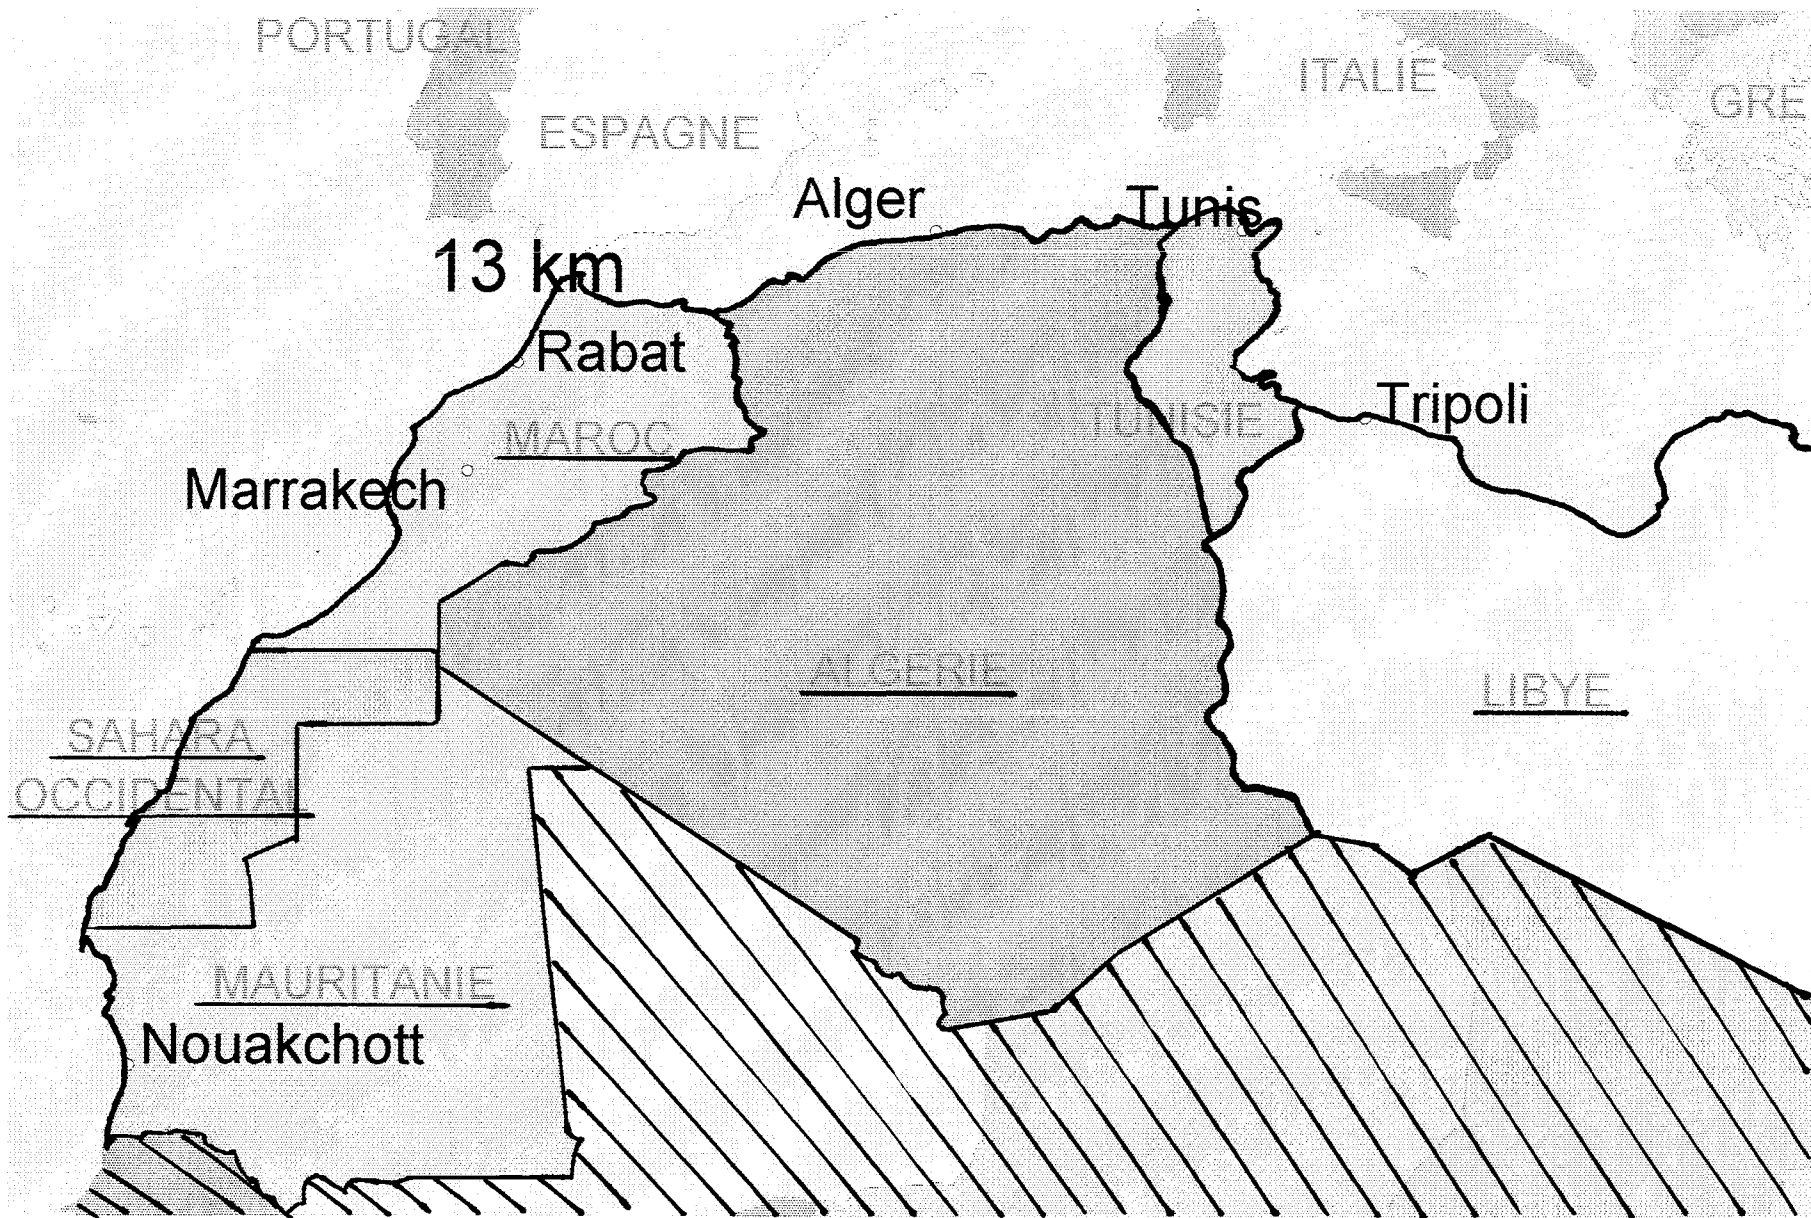 PORTUGAL
ITALIE
GRE
ESPAGNE
Alger
Tunis
13 km
Rabat
Tripoli
MAROC
TUNISIE
Marrakech
ALGERIE
LIBYE
SAHARA
OCCIDENTAL
MAURITANIE
Nouakchott